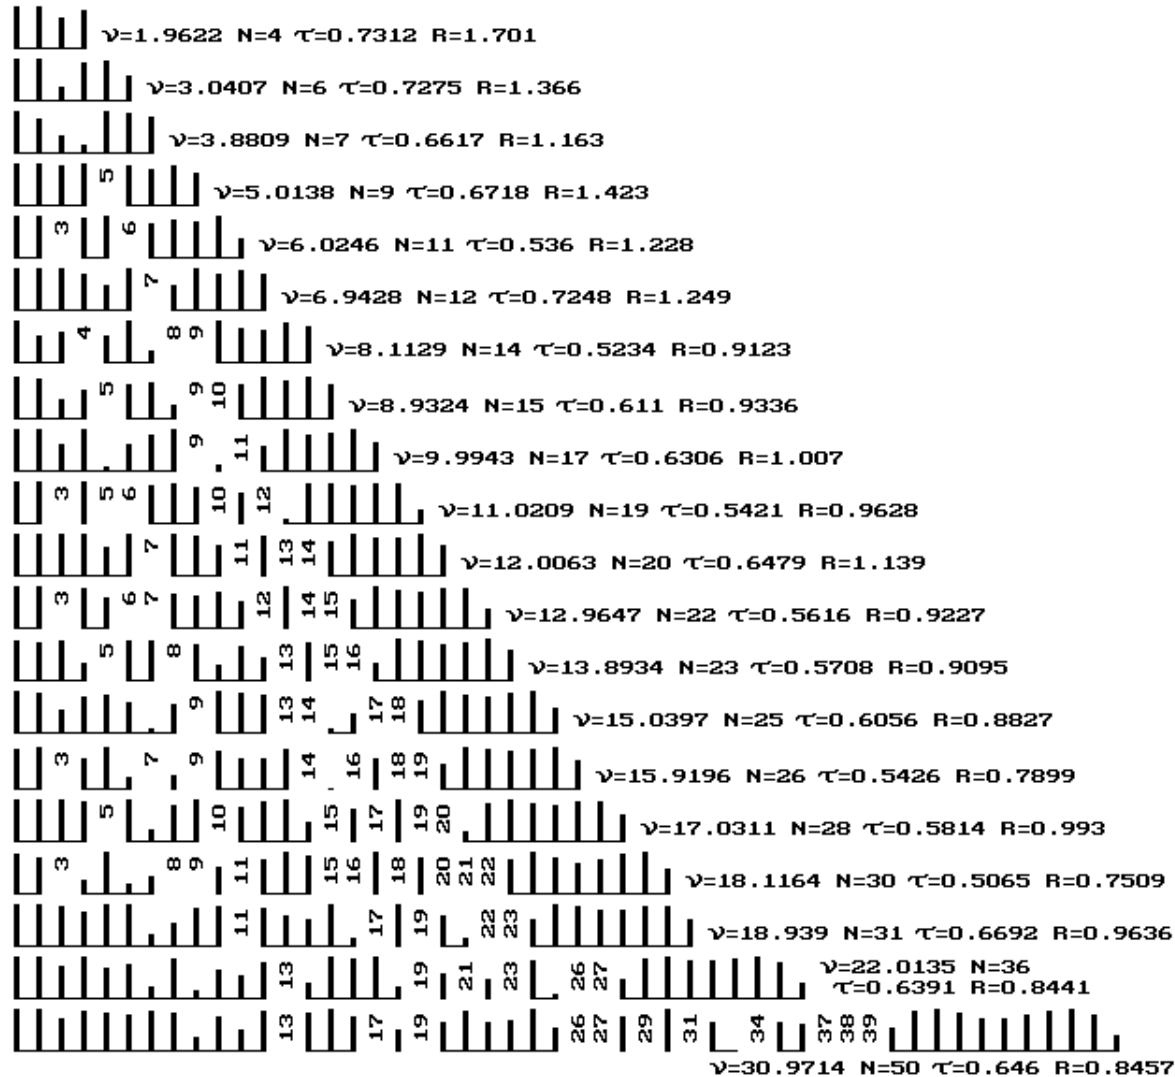 ν=1.9622 N=4 τ=0.7312 R=1.701
ν=3.0407 N=6 τ=0.7275 R=1.366
ν=3.8809 N=7 τ=0.6617 R=1.163
5 ν=5.0138 N=9 τ=0.6718 R=1.423
3 6 ν=6.0246 N=11 τ=0.536 R=1.228
7 ν=6.9428 N=12 τ=0.7248 R=1.249
4 8 9 ν=8.1129 N=14 τ=0.5234 R=0.9123
5 9 10 ν=8.9324 N=15 τ=0.611 R=0.9336
9 11 ν=9.9943 N=17 τ=0.6306 R=1.007
3 5 6 10 12 ν=11.0209 N=19 τ=0.5421 R=0.9628
7 11 13 14 ν=12.0063 N=20 τ=0.6479 R=1.139
3 6 7 12 14 15 ν=12.9647 N=22 τ=0.5616 R=0.9227
5 8 13 15 16 ν=13.8934 N=23 τ=0.5708 R=0.9095
9 13 14 17 18 ν=15.0397 N=25 τ=0.6056 R=0.8827
3 7 9 14 16 18 19 ν=15.9196 N=26 τ=0.5426 R=0.7899
5 10 15 17 19 20 ν=17.0311 N=28 τ=0.5814 R=0.993
3 8 9 11 15 16 18 20 21 22 ν=18.1164 N=30 τ=0.5065 R=0.7509
11 17 19 22 23 ν=18.939 N=31 τ=0.6692 R=0.9636
13 19 21 23 26 27 ν=22.0135 N=36
τ=0.6391 R=0.8441
13 17 19 26 27 29 31 34 37 38 39
ν=30.9714 N=50 τ=0.646 R=0.8457